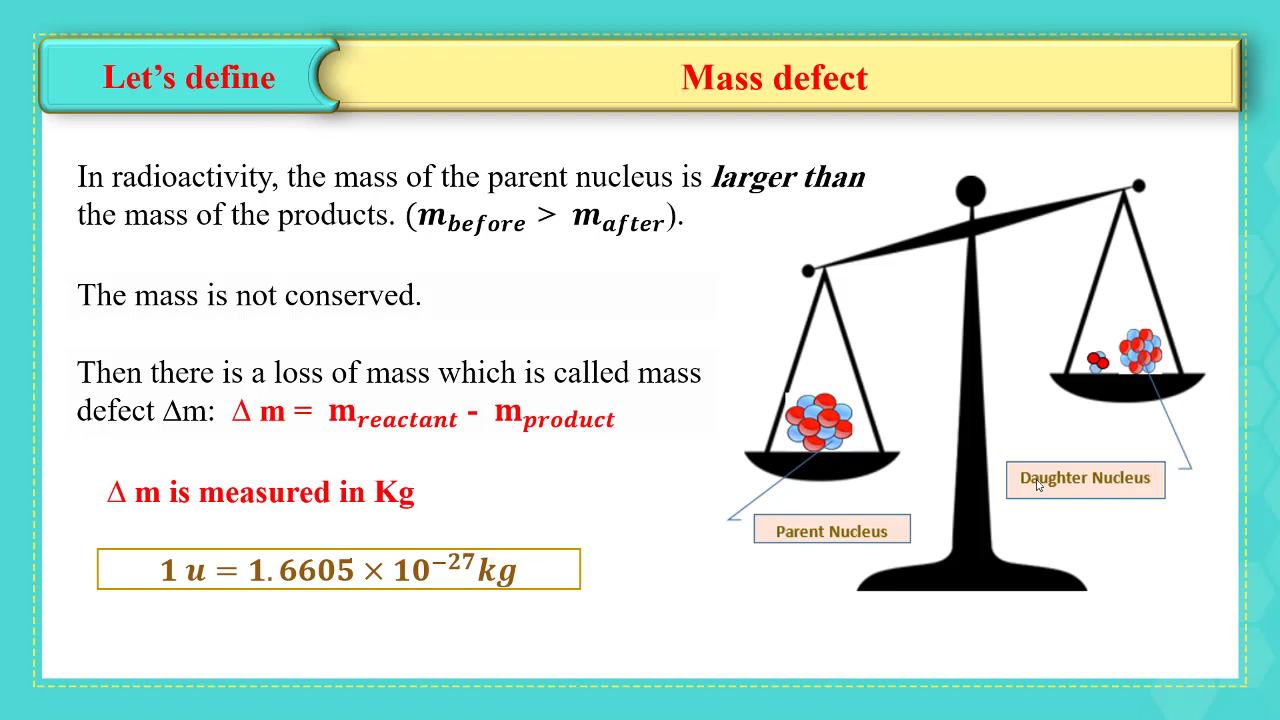 Let's define
Mass defect
In radioactivity, the mass of the parent nucleus is larger than
the mass of the products. (m_before > m_after).
The mass is not conserved.
Then there is a loss of mass which is called mass
defect Δm: Δ m = m_reactant - m_product
Δ m is measured in Kg
1 u = 1.6605 × 10^−27 kg
Parent Nucleus
Daughter Nucleus